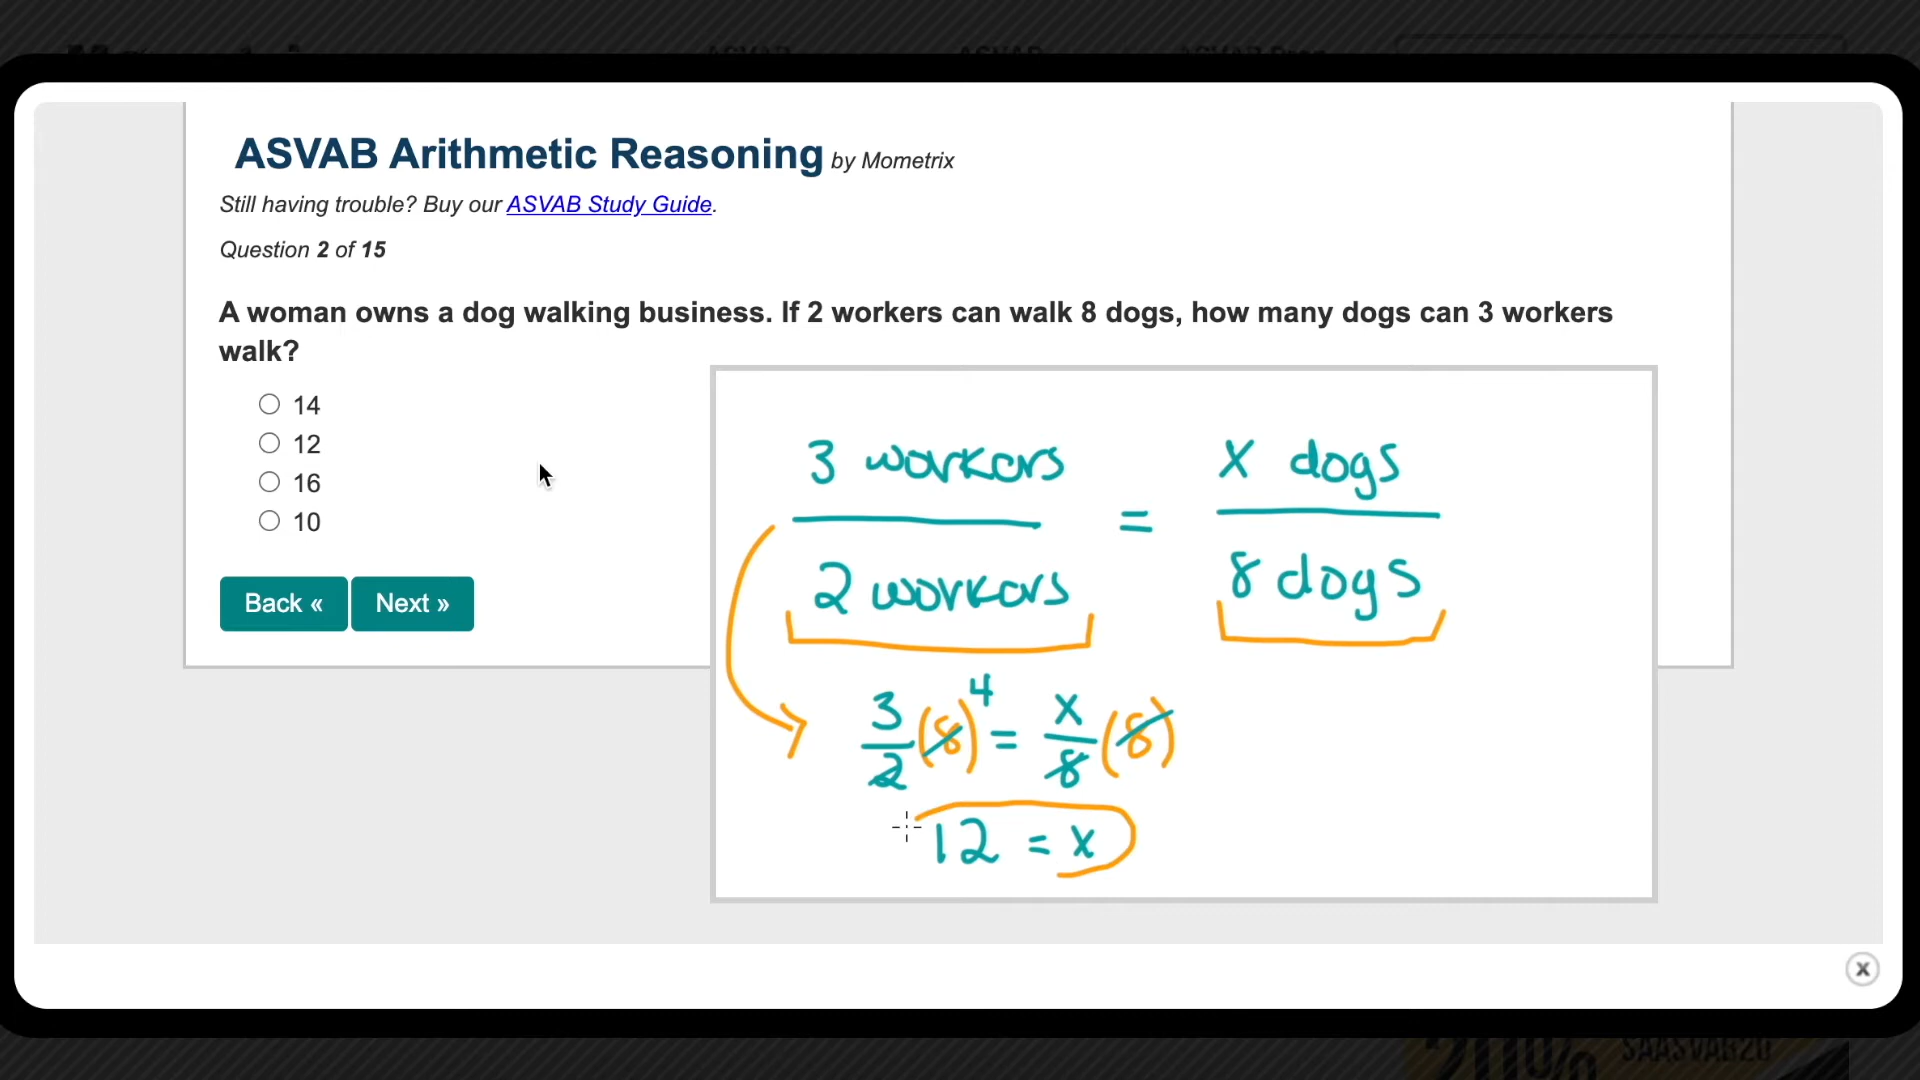 ASVAB Arithmetic Reasoning by Mometrix
Still having trouble? Buy our ASVAB Study Guide.
Question 2 of 15
A woman owns a dog walking business. If 2 workers can walk 8 dogs, how many dogs can 3 workers
walk?
14
12
16
10
Back « Next »
3 workers = x dogs
2 workers 8 dogs
3/2 (8) 4 = x/8 (8)
12 = x
x
20% SAASVAB20